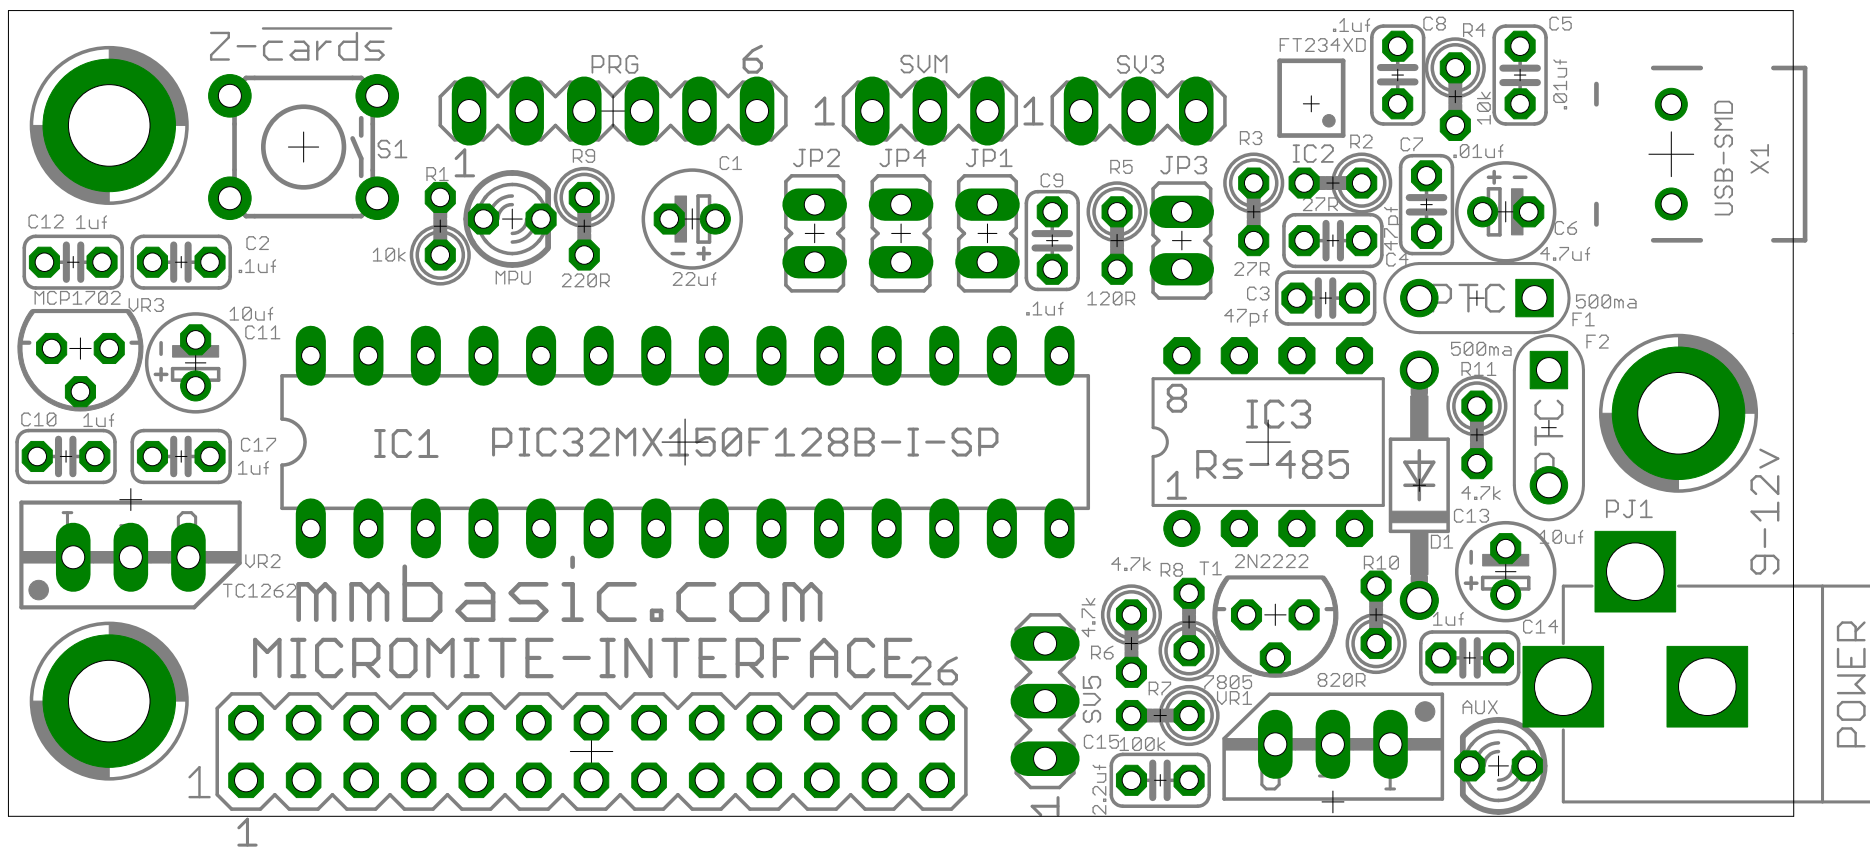 Z-cards
PRG
6
1
SVM
1
SV3
1
FT234XD
.1uf
C8
R4
10k
C5
.01uf
USB-SMD
X1
S1
R1
10k
MPU
R9
220R
C1
- +
22uf
JP2
JP4
JP1
C9
.1uf
R5
120R
JP3
R3
27R
IC2
R2
27R
C7
.01uf
+ -
C6
4.7uf
47pf
C4
C3
47pf
PTC
500ma
F1
F2
PTC
C12 1uf
C2
.1uf
MCP1702
VR3
10uf
C11
- +
C10 1uf
C17
1uf
I O
VR2
TC1262
IC1 PIC32MX150F128B-I-SP
8
IC3
Rs-485
1
500ma
R11
4.7k
D1
C13
10uf
- +
9-12v
PJ1
POWER
mmbasic.com
MICROMITE-INTERFACE
26
1
1
SV5
1
4.7k
4.7k
R6
R8
T1
2N2222
R10
820R
R7
100k
C15
2.2uf
7805
VR1
O I
1uf
C14
AUX